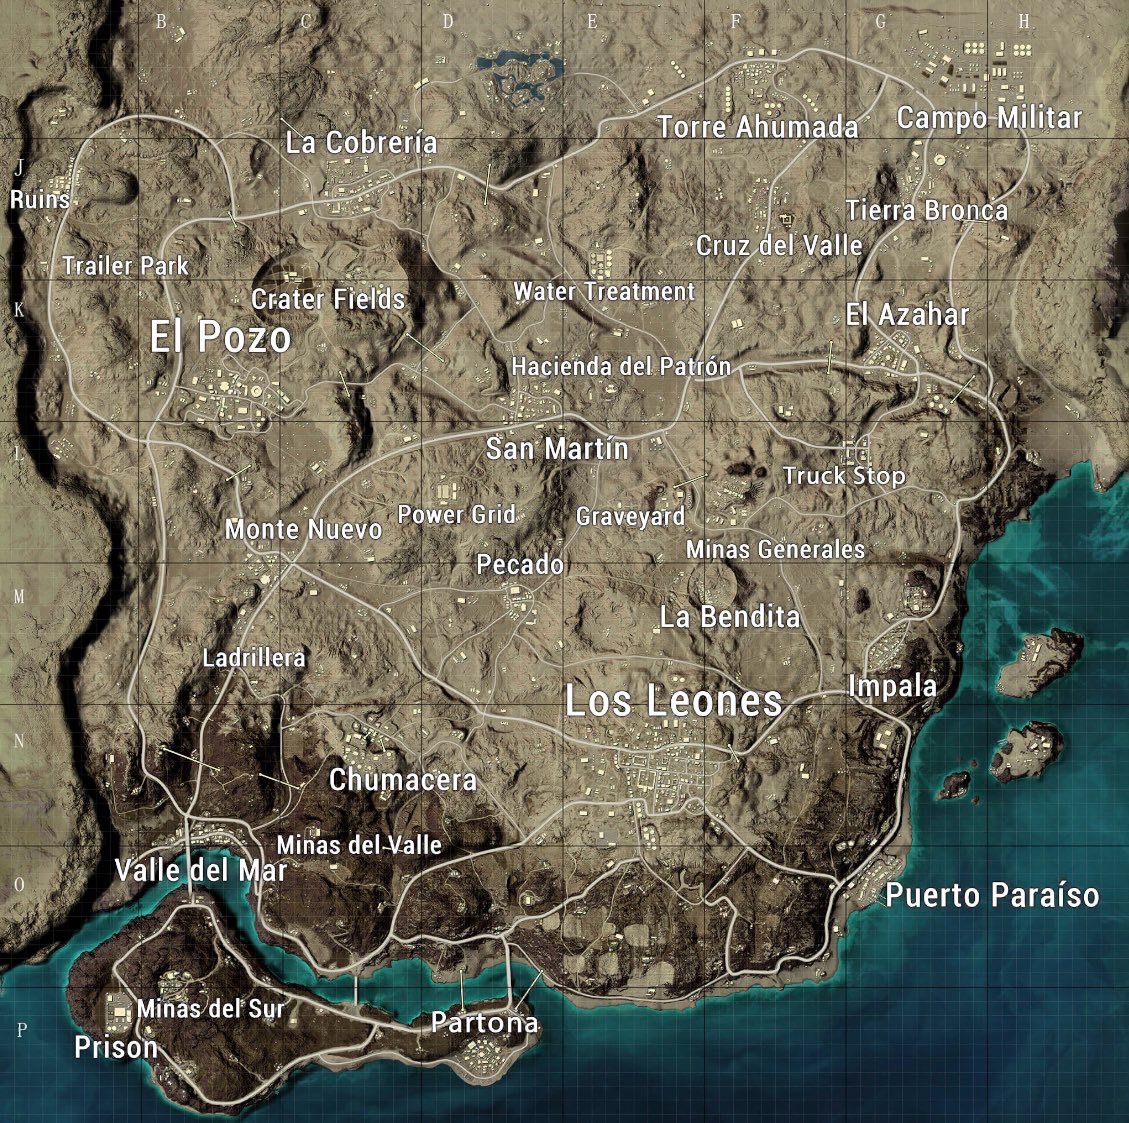 B C D E F G H
Campo Militar
Torre Ahumada
La Cobrería
J
Ruins
Tierra Bronca
Cruz del Valle
Trailer Park
Water Treatment
Crater Fields
K
El Azahar
El Pozo
Hacienda del Patrón
San Martín
L
Truck Stop
Power Grid
Graveyard
Monte Nuevo
Minas Generales
Pecado
M
La Bendita
Ladrillera
Impala
Los Leones
N
Chumacera
Minas del Valle
Valle del Mar
O
Puerto Paraíso
Minas del Sur
Partona
P
Prison